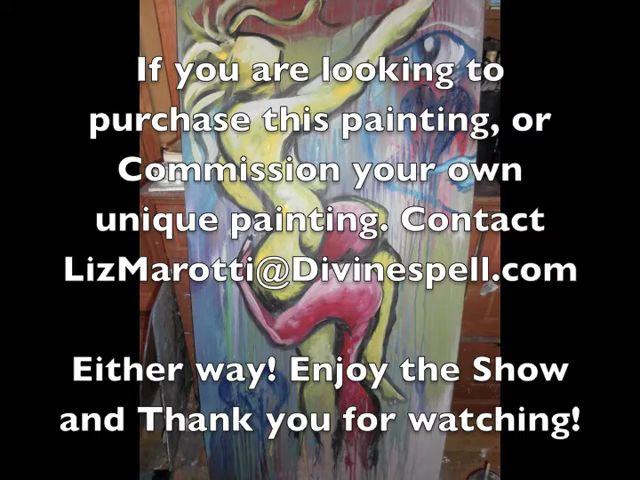 If you are looking to
purchase this painting, or
Commission your own
unique painting. Contact
LizMarotti@Divinespell.com
Either way! Enjoy the Show
and Thank you for watching!